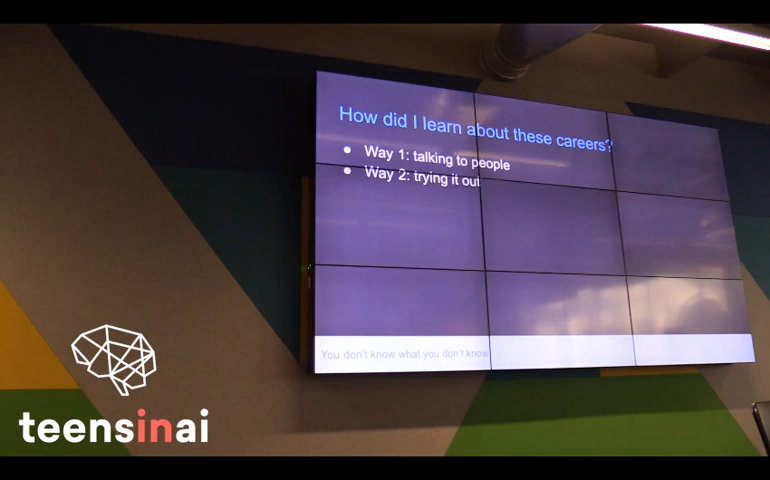 How did I learn about these careers?
Way 1: talking to people
Way 2: trying it out
You don't know what you don't know
teensinai